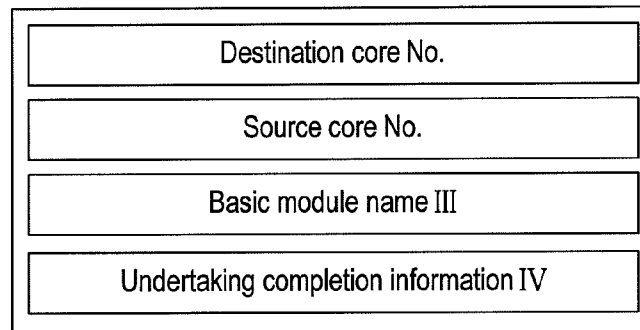 Destination core No.
Source core No.
Basic module name III
Undertaking completion information IV